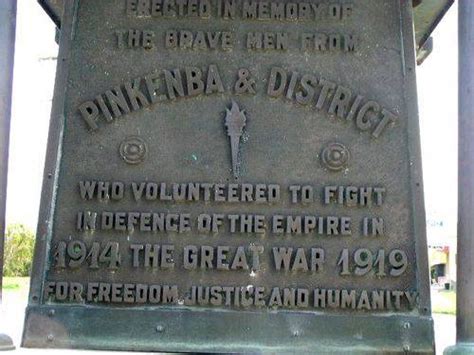 ERECTED IN MEMORY OF
THE BRAVE MEN FROM
PINKENBA & DISTRICT
WHO VOLUNTEERED TO FIGHT
IN DEFENCE OF THE EMPIRE IN
1914 THE GREAT WAR 1919
FOR FREEDOM, JUSTICE AND HUMANITY